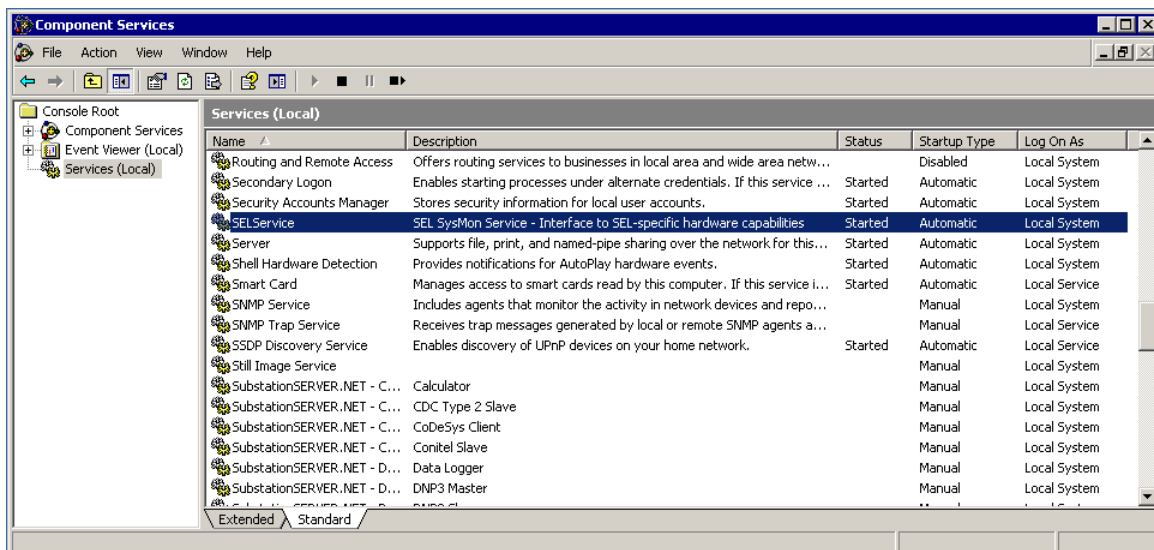 Component Services
File Action View Window Help
Console Root
Component Services
Event Viewer (Local)
Services (Local)
Services (Local)
Name Description Status Startup Type Log On As
Routing and Remote Access Offers routing services to businesses in local area and wide area netw... Disabled Local System
Secondary Logon Enables starting processes under alternate credentials. If this service ... Started Automatic Local System
Security Accounts Manager Stores security information for local user accounts. Started Automatic Local System
SELService SEL SysMon Service - Interface to SEL-specific hardware capabilities Started Automatic Local System
Server Supports file, print, and named-pipe sharing over the network for this... Started Automatic Local System
Shell Hardware Detection Provides notifications for AutoPlay hardware events. Started Automatic Local System
Smart Card Manages access to smart cards read by this computer. If this service i... Started Automatic Local Service
SNMP Service Includes agents that monitor the activity in network devices and repo... Manual Local System
SNMP Trap Service Receives trap messages generated by local or remote SNMP agents a... Manual Local Service
SSDP Discovery Service Enables discovery of UPnP devices on your home network. Started Automatic Local Service
Still Image Service Manual Local System
SubstationSERVER.NET - C... Calculator Manual Local System
SubstationSERVER.NET - C... CDC Type 2 Slave Manual Local System
SubstationSERVER.NET - C... CoDeSys Client Manual Local System
SubstationSERVER.NET - C... Conitel Slave Manual Local System
SubstationSERVER.NET - D... Data Logger Manual Local System
SubstationSERVER.NET - D... DNP3 Master Manual Local System
Extended Standard